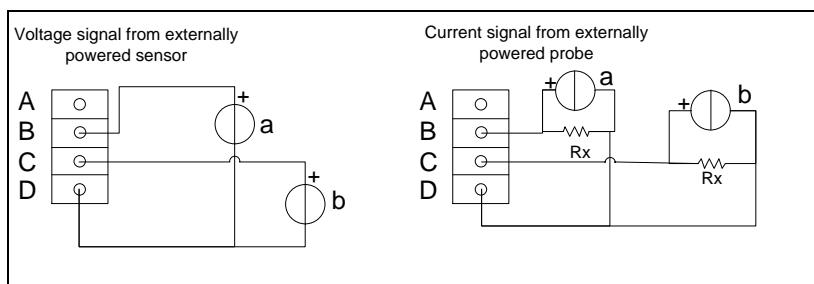 Voltage signal from externally
powered sensor
A
B
C
D
+
a
+
b
Current signal from externally
powered probe
A
B
C
D
+
a
Rx
+
b
Rx